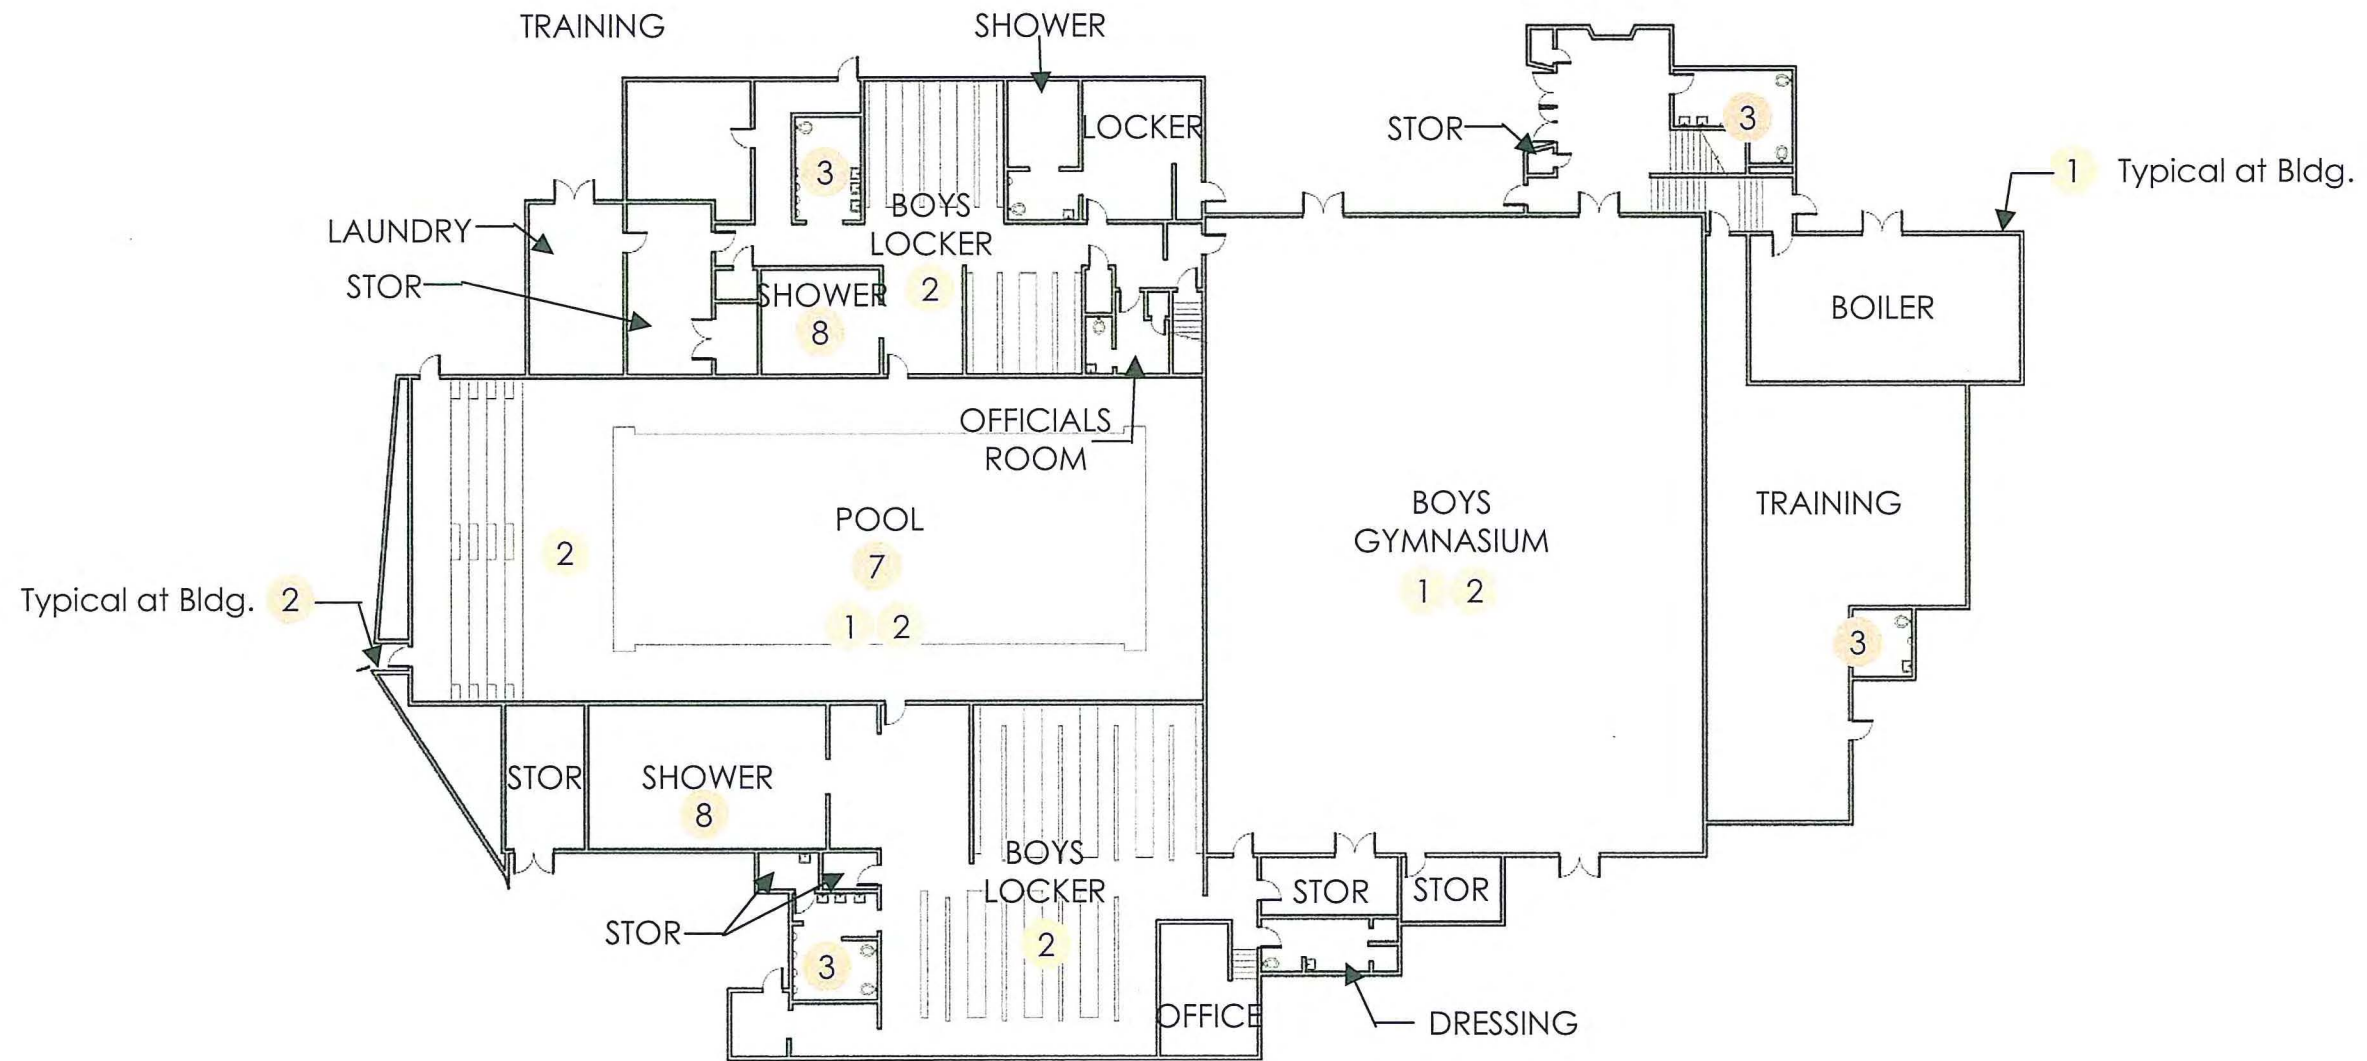 TRAINING
SHOWER
LOCKER
STOR
3
3
1 Typical at Bldg.
BOYS
LOCKER
2
LAUNDRY
STOR
SHOWER
8
BOILER
OFFICIALS
ROOM
POOL
7
1 2
2
BOYS
GYMNASIUM
1 2
TRAINING
Typical at Bldg. 2
3
STOR
SHOWER
8
BOYS
LOCKER
2
STOR
STOR
STOR
3
OFFICE
DRESSING